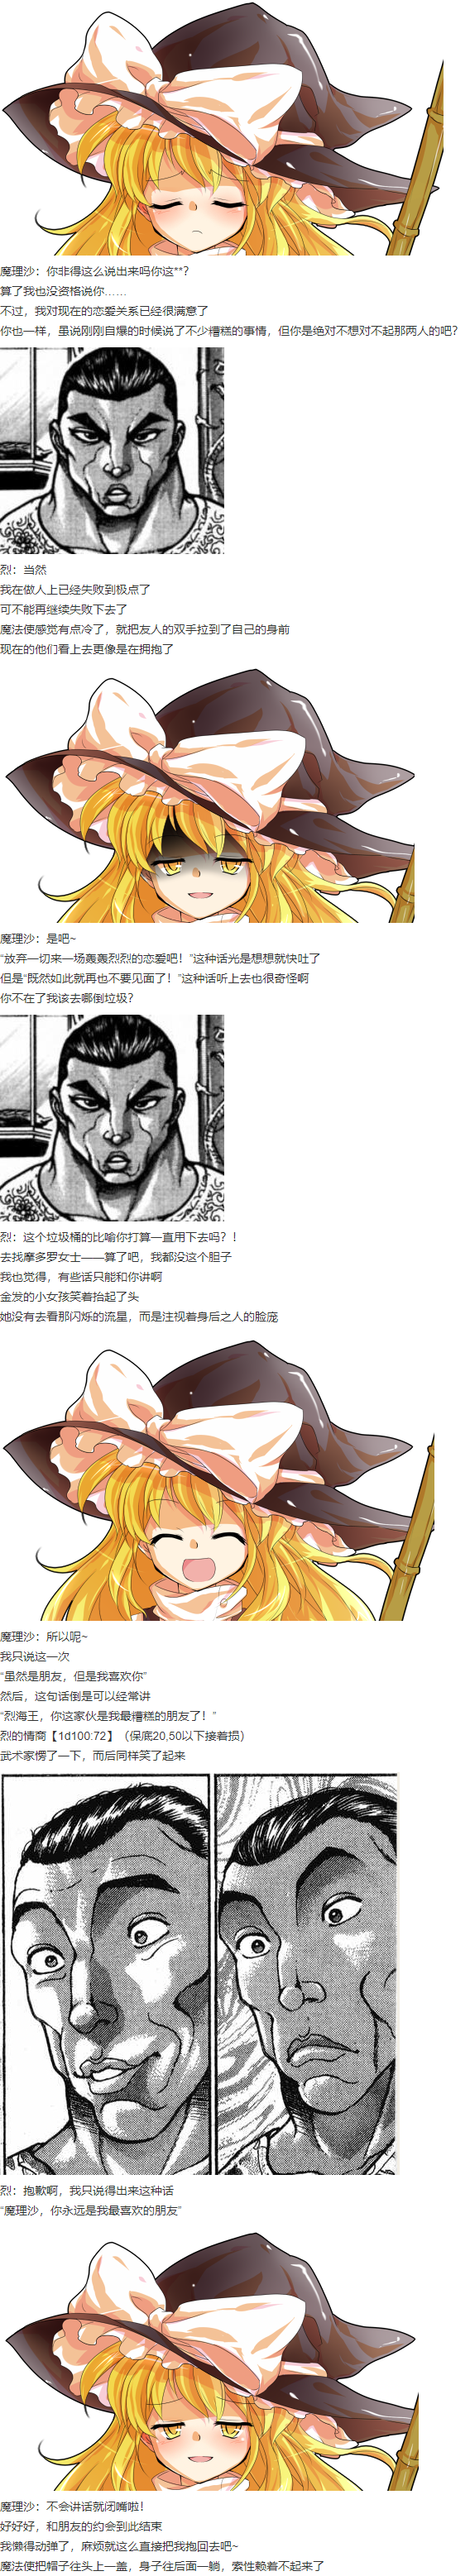 魔理沙：你非得这么说出来吗你这**？
算了我也没资格说你……
不过，我对现在的恋爱关系已经很满意了
你也一样，虽说刚刚自爆的时候说了不少糟糕的事情，但你是绝对不想对不起那两人的吧？
烈：当然
我在做人上已经失败到极点了
可不能再继续失败下去了
魔法使感觉有点冷了，就把友人的双手拉到了自己的身前
现在的他们看上去更像是在拥抱了
魔理沙：是吧~
“放弃一切来一场轰轰烈烈的恋爱吧！”这种话光是想想就快吐了
但是“既然如此就再也不要见面了！”这种话听上去也很奇怪啊
你不在了我该去哪倒垃圾？
烈：这个垃圾桶的比喻你打算一直用下去吗？！
去找摩多罗女士——算了吧，我都没这个胆子
我也觉得，有些话只能和你讲啊
金发的小女孩笑着抬起了头
她没有去看那闪烁的流星，而是注视着身后之人的脸庞
魔理沙：所以呢~
我只说这一次
“虽然是朋友，但是我喜欢你”
然后，这句话倒是可以经常讲
“烈海王，你这家伙是我最糟糕的朋友了！”
烈的情商【1d100:72】（保底20,50以下接着损）
武术家愣了一下，而后同样笑了起来
烈：抱歉啊，我只说得出来这种话
“魔理沙，你永远是我最喜欢的朋友”
魔理沙：不会讲话就闭嘴啦！
好好好，和朋友的约会到此结束
我懒得动弹了，麻烦就这么直接把我抱回去吧~
魔法使把帽子往头上一盖，身子往后面一躺，索性赖着不起来了